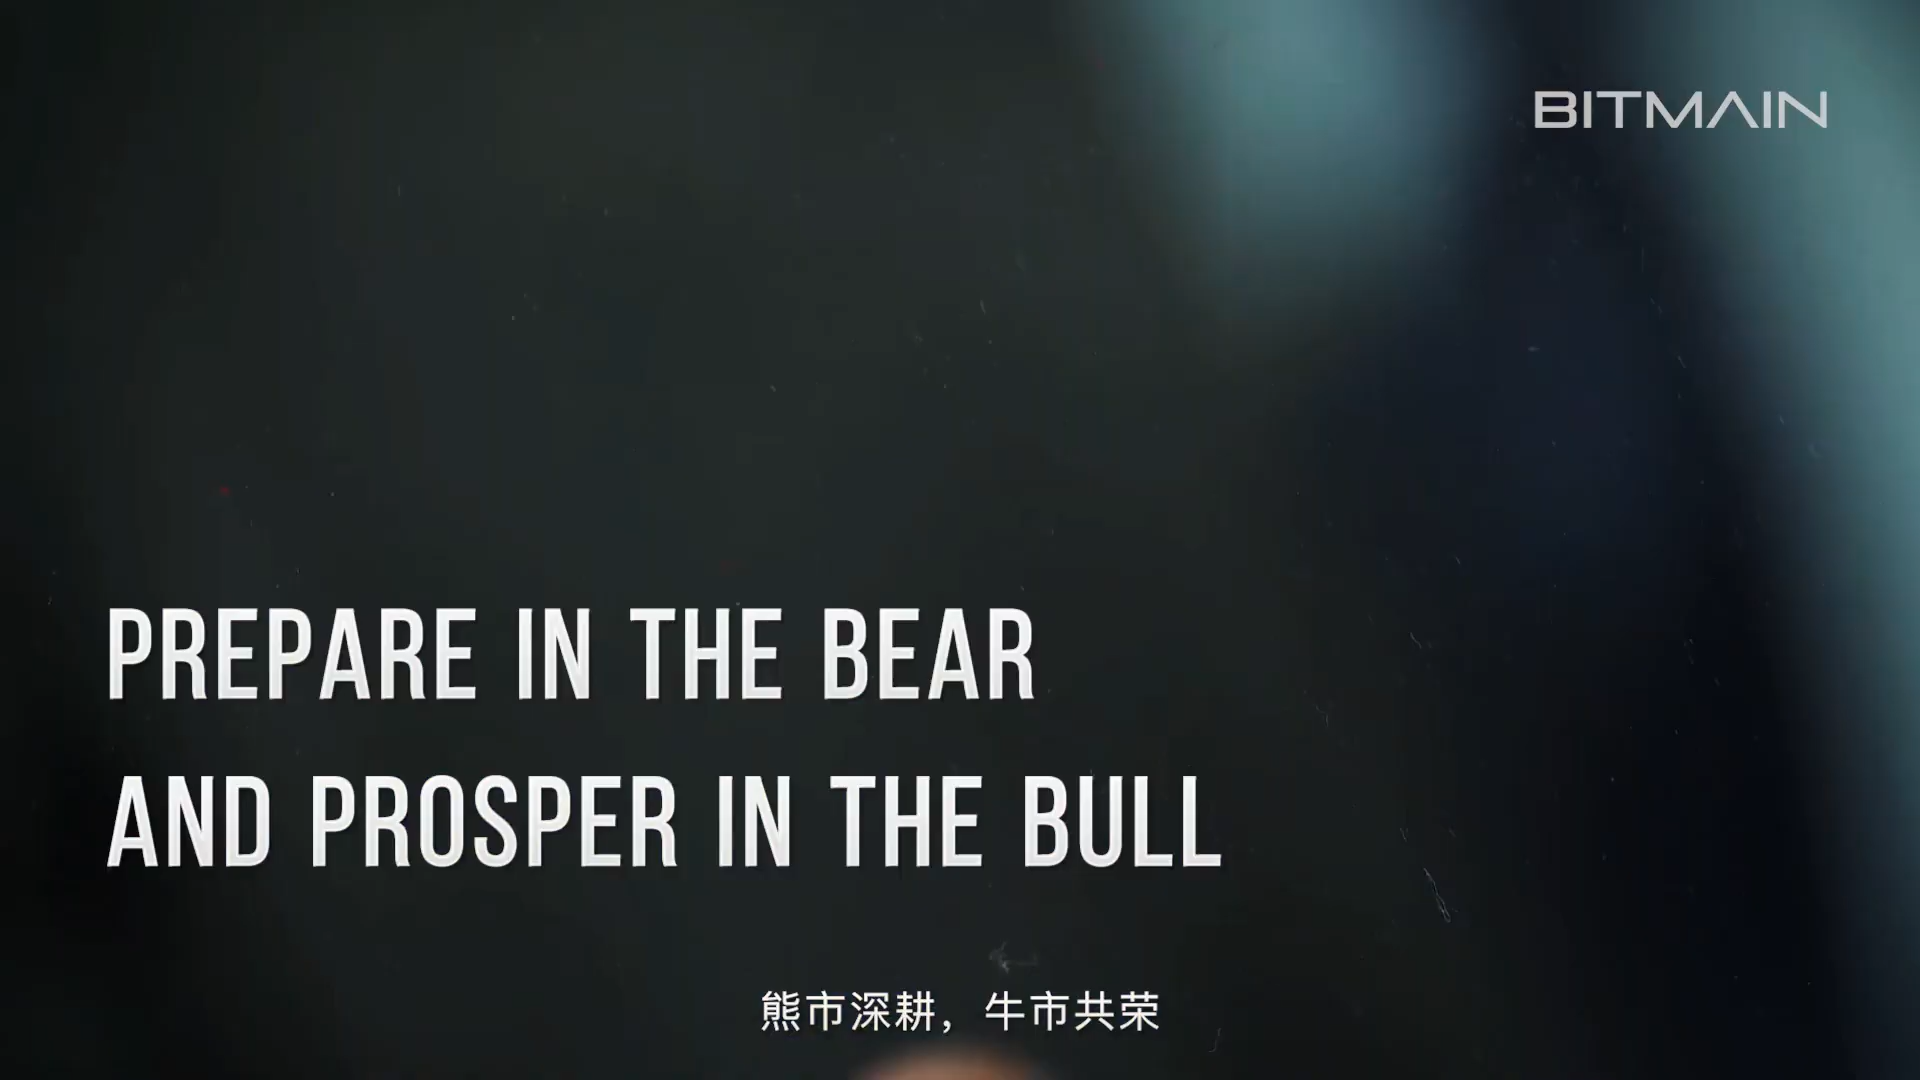 BITMAIN
PREPARE IN THE BEAR
AND PROSPER IN THE BULL
熊市深耕，牛市共荣